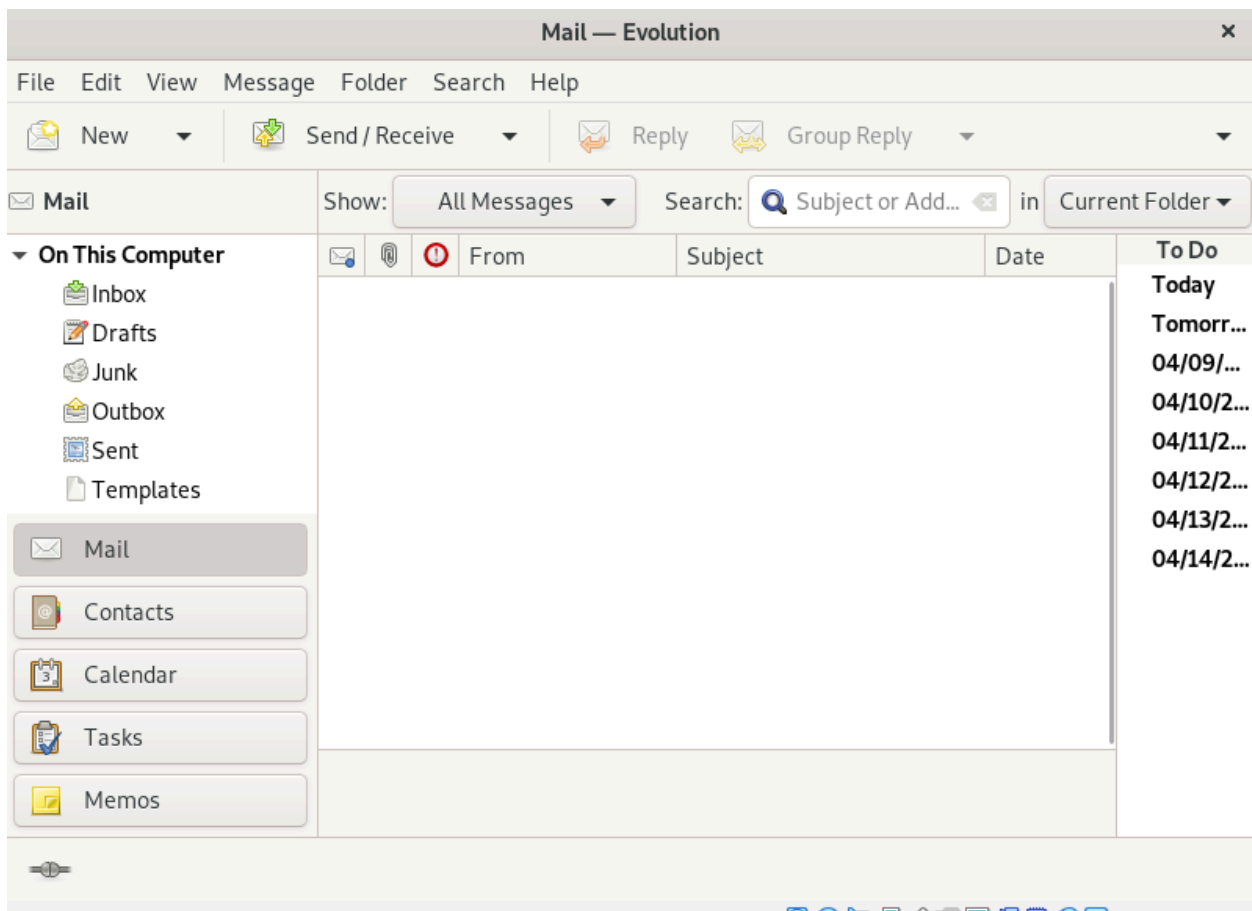 Mail — Evolution
File Edit View Message Folder Search Help
New Send / Receive Reply Group Reply
Mail
Show: All Messages Search: Subject or Add... in Current Folder
On This Computer
Inbox
Drafts
Junk
Outbox
Sent
Templates
Mail
Contacts
Calendar
Tasks
Memos
From Subject Date
To Do
Today
Tomorr...
04/09/...
04/10/2...
04/11/2...
04/12/2...
04/13/2...
04/14/2...